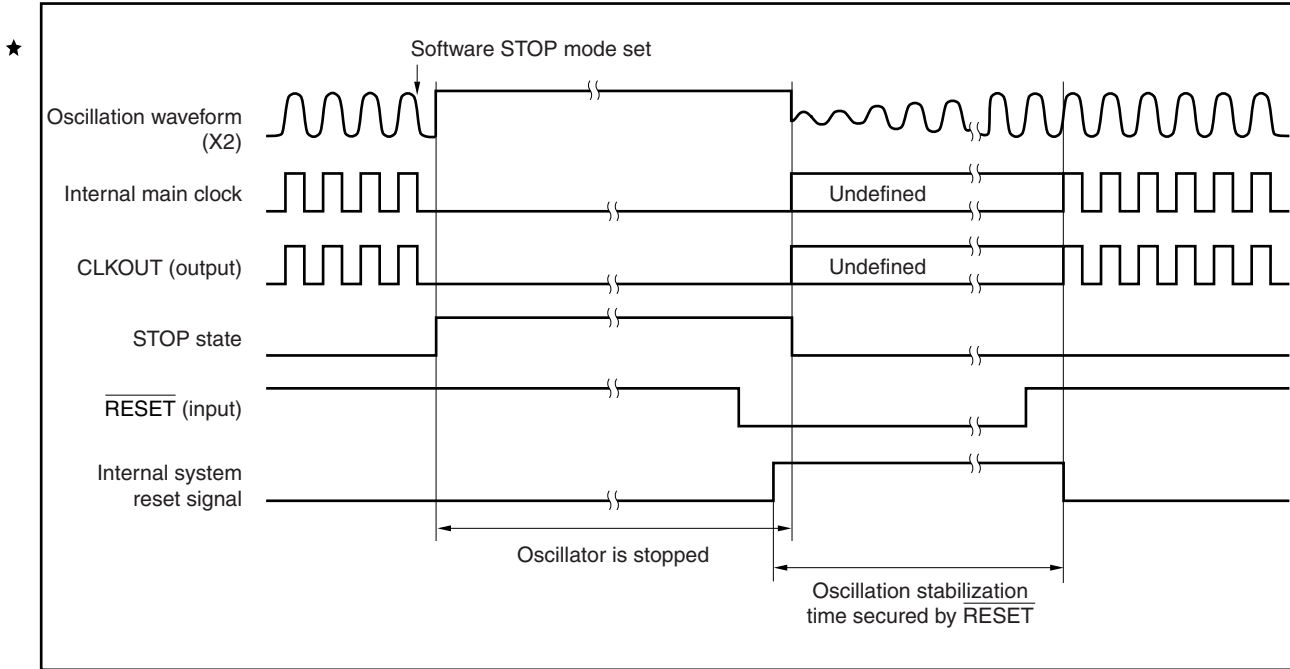 ★
Software STOP mode set
Oscillation waveform
(X2)
Internal main clock
Undefined
CLKOUT (output)
Undefined
STOP state
RESET (input)
Internal system
reset signal
Oscillator is stopped
Oscillation stabilization
time secured by RESET